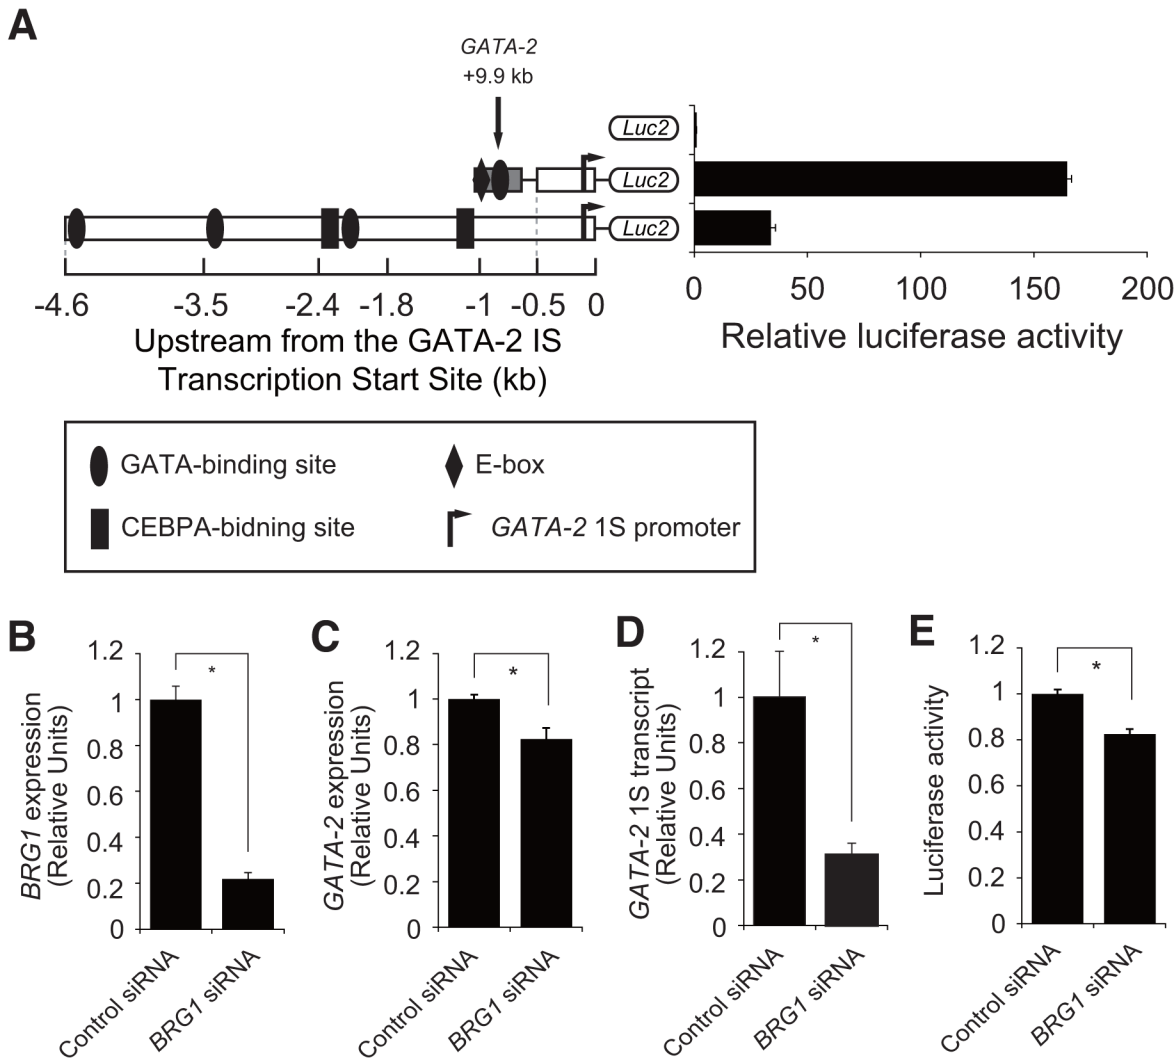 A
GATA-2
+9.9 kb
Luc2
Luc2
Luc2
-4.6 -3.5 -2.4 -1.8 -1 -0.5 0
Upstream from the GATA-2 IS
Transcription Start Site (kb)
0 50 100 150 200
Relative luciferase activity
GATA-binding site
E-box
CEBPA-bidning site
GATA-2 1S promoter
B
BRG1 expression
(Relative Units)
1.2
1
0.8
0.6
0.4
0.2
0
*
Control siRNA
BRG1 siRNA
C
GATA-2 expression
(Relative Units)
1.2
1
0.8
0.6
0.4
0.2
0
*
Control siRNA
BRG1 siRNA
D
GATA-2 1S transcript
(Relative Units)
1.2
1
0.8
0.6
0.4
0.2
0
*
Control siRNA
BRG1 siRNA
E
Luciferase activity
1.2
1
0.8
0.6
0.4
0.2
0
*
Control siRNA
BRG1 siRNA